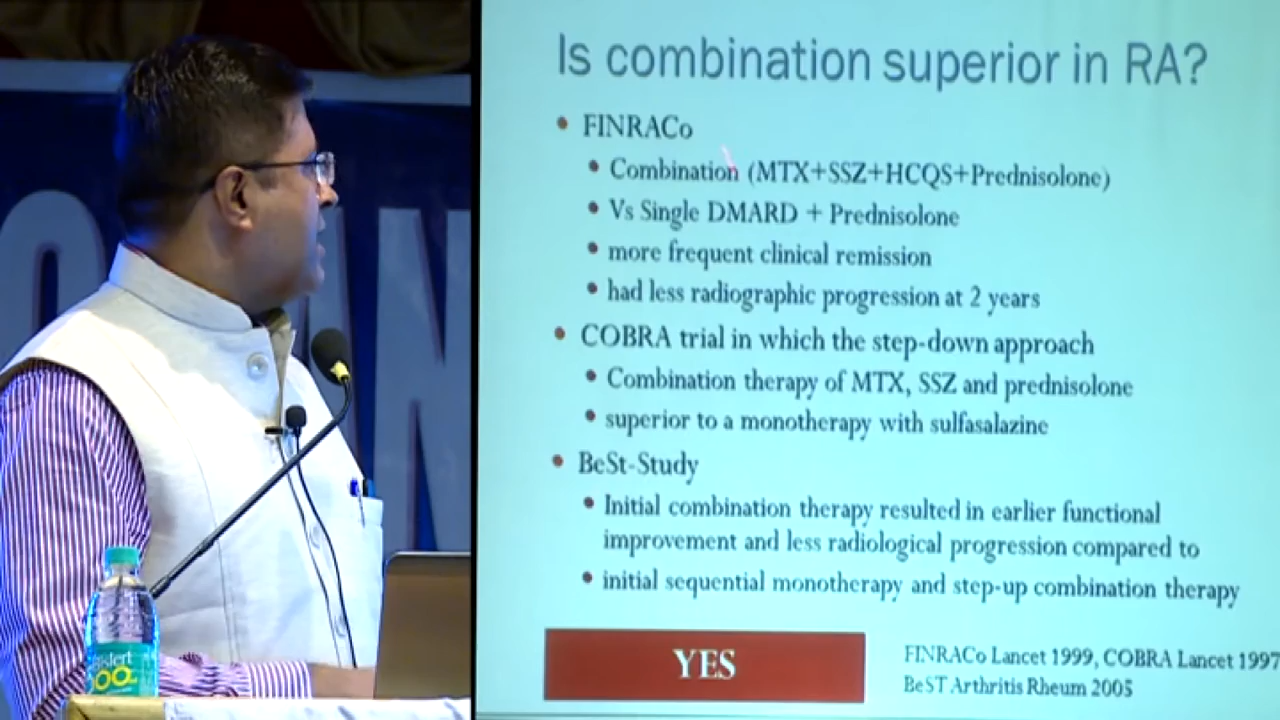 Is combination superior in RA?
FINRACo
Combination (MTX+SSZ+HCQS+Prednisolone)
Vs Single DMARD + Prednisolone
more frequent clinical remission
had less radiographic progression at 2 years
COBRA trial in which the step-down approach
Combination therapy of MTX, SSZ and prednisolone
superior to a monotherapy with sulfasalazine
BeSt-Study
Initial combination therapy resulted in earlier functional
improvement and less radiological progression compared to
initial sequential monotherapy and step-up combination therapy
YES
FINRACo Lancet 1999, COBRA Lancet 1997
BeST Arthritis Rheum 2005